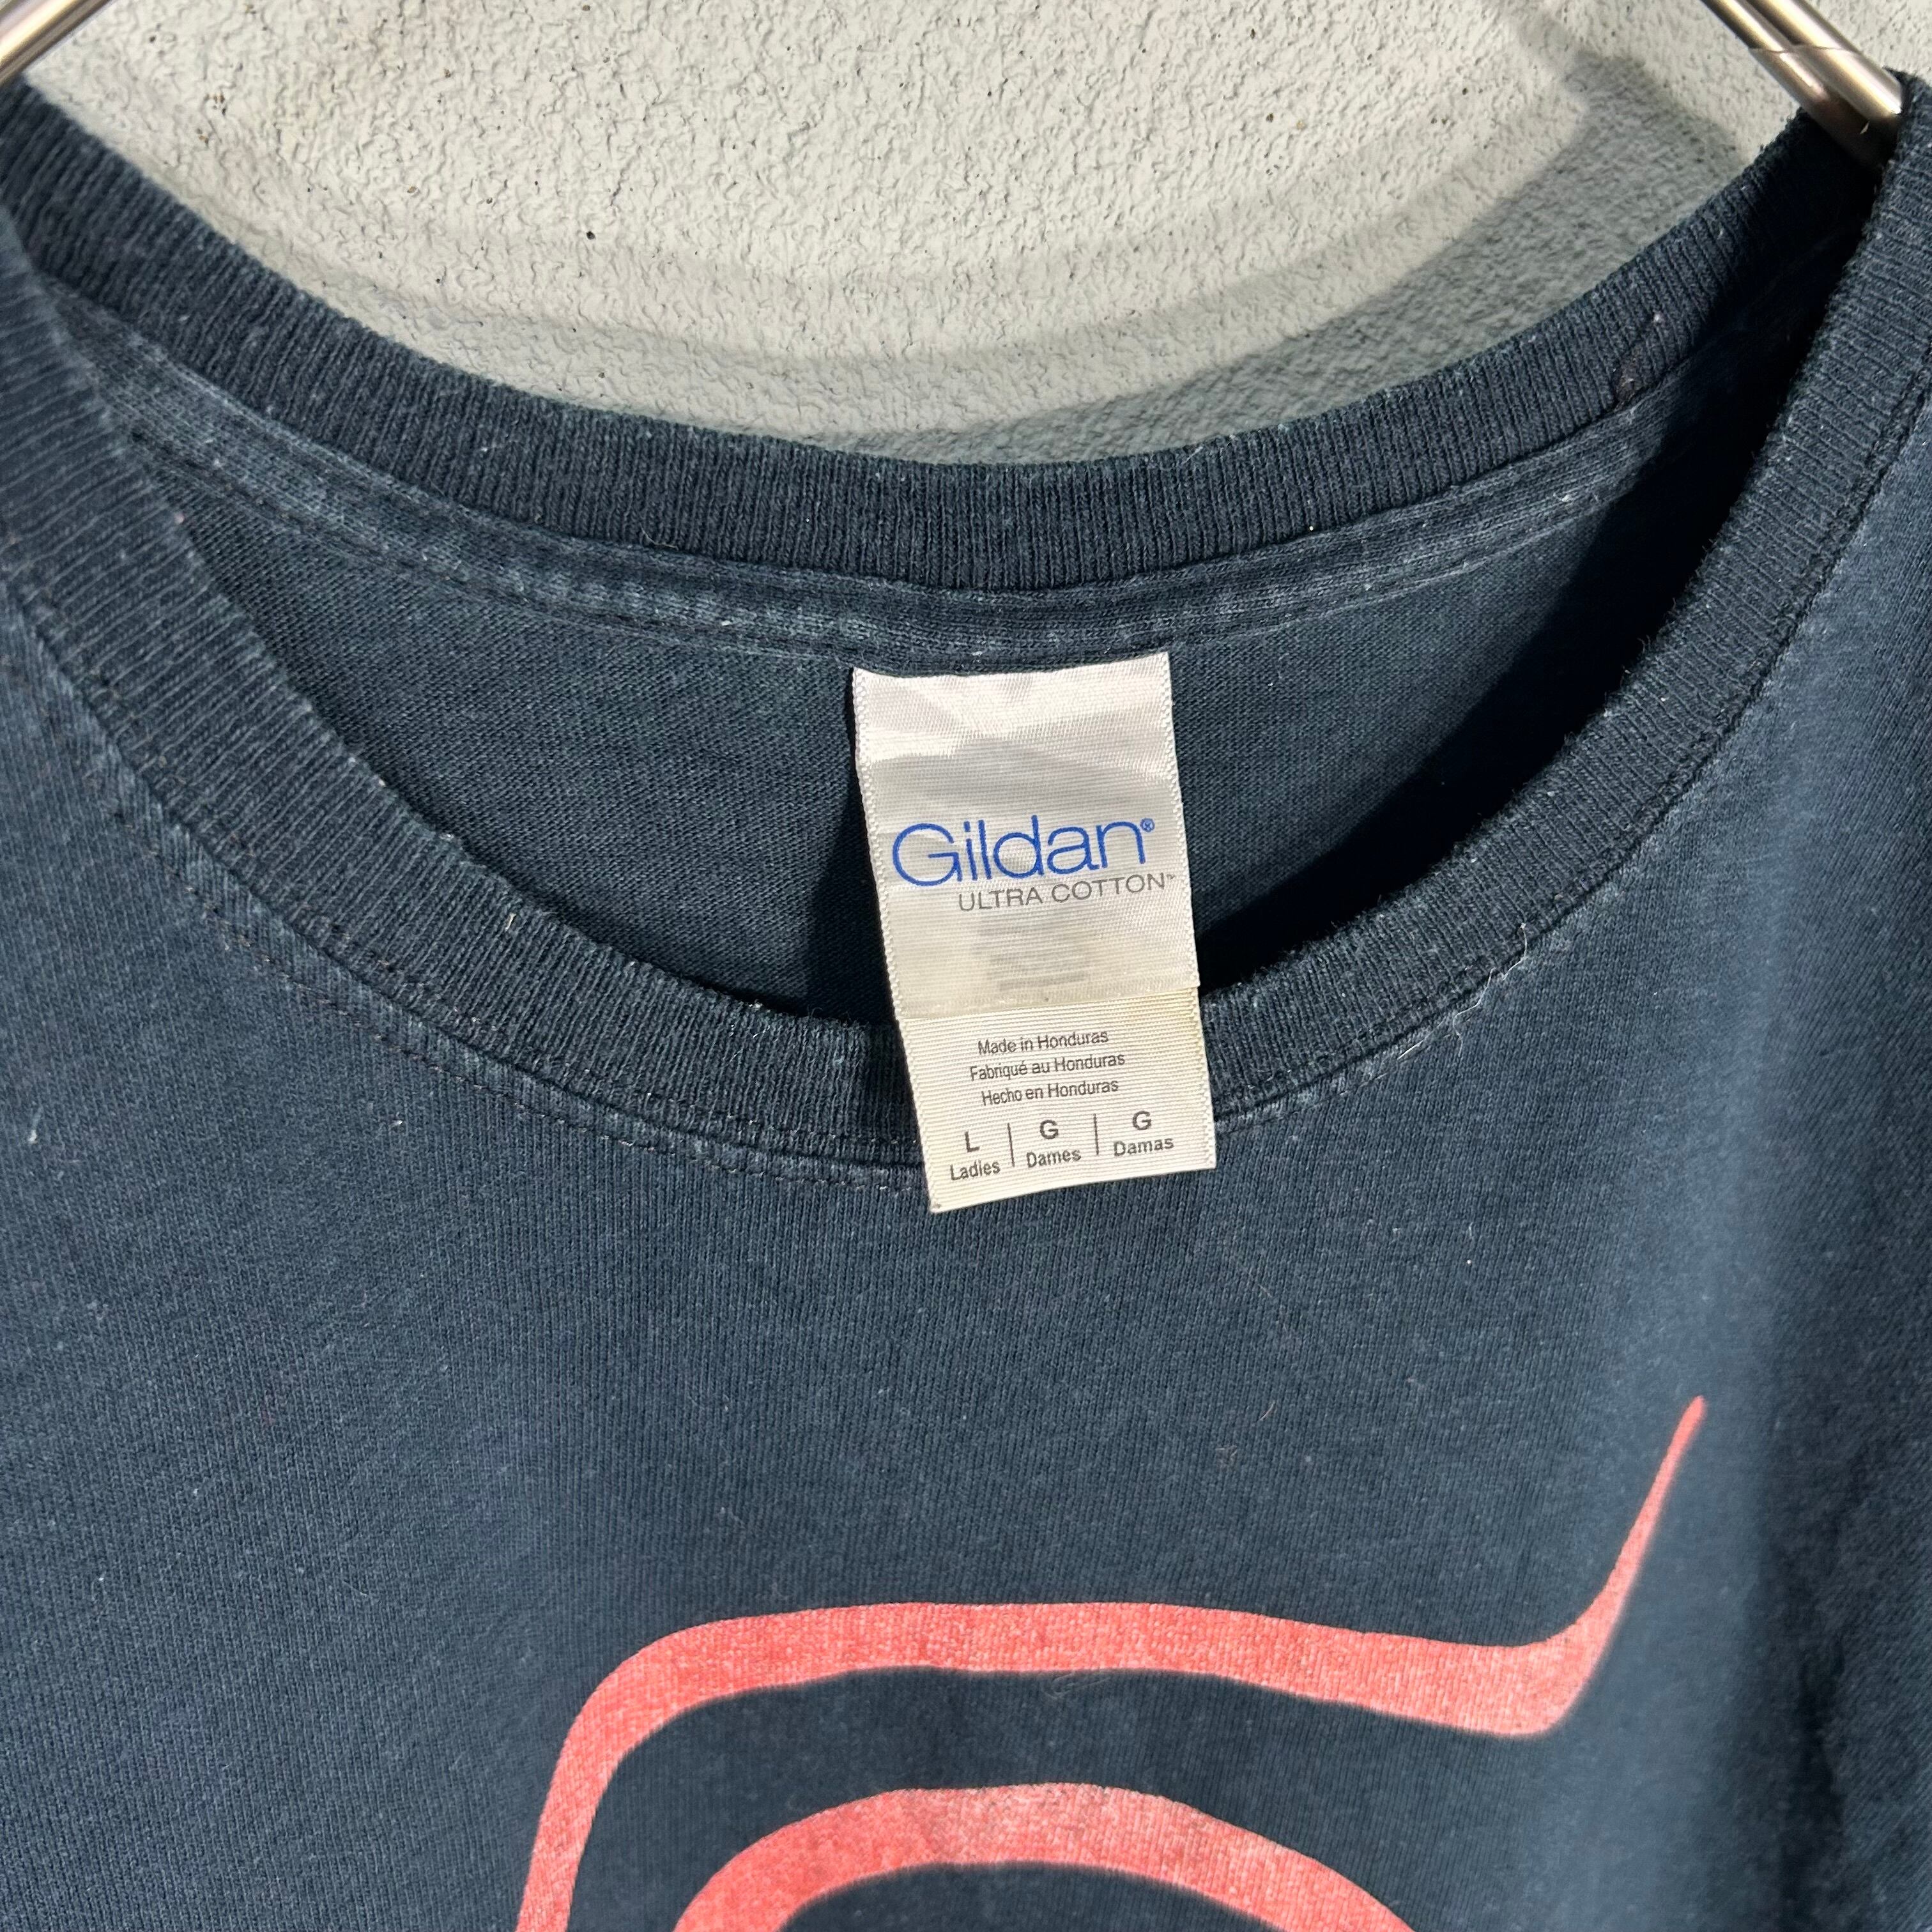 Gildan®
ULTRA COTTON™
Made in Honduras
Fabriqué au Honduras
Hecho en Honduras
L | G | G
Ladies | Dames | Damas